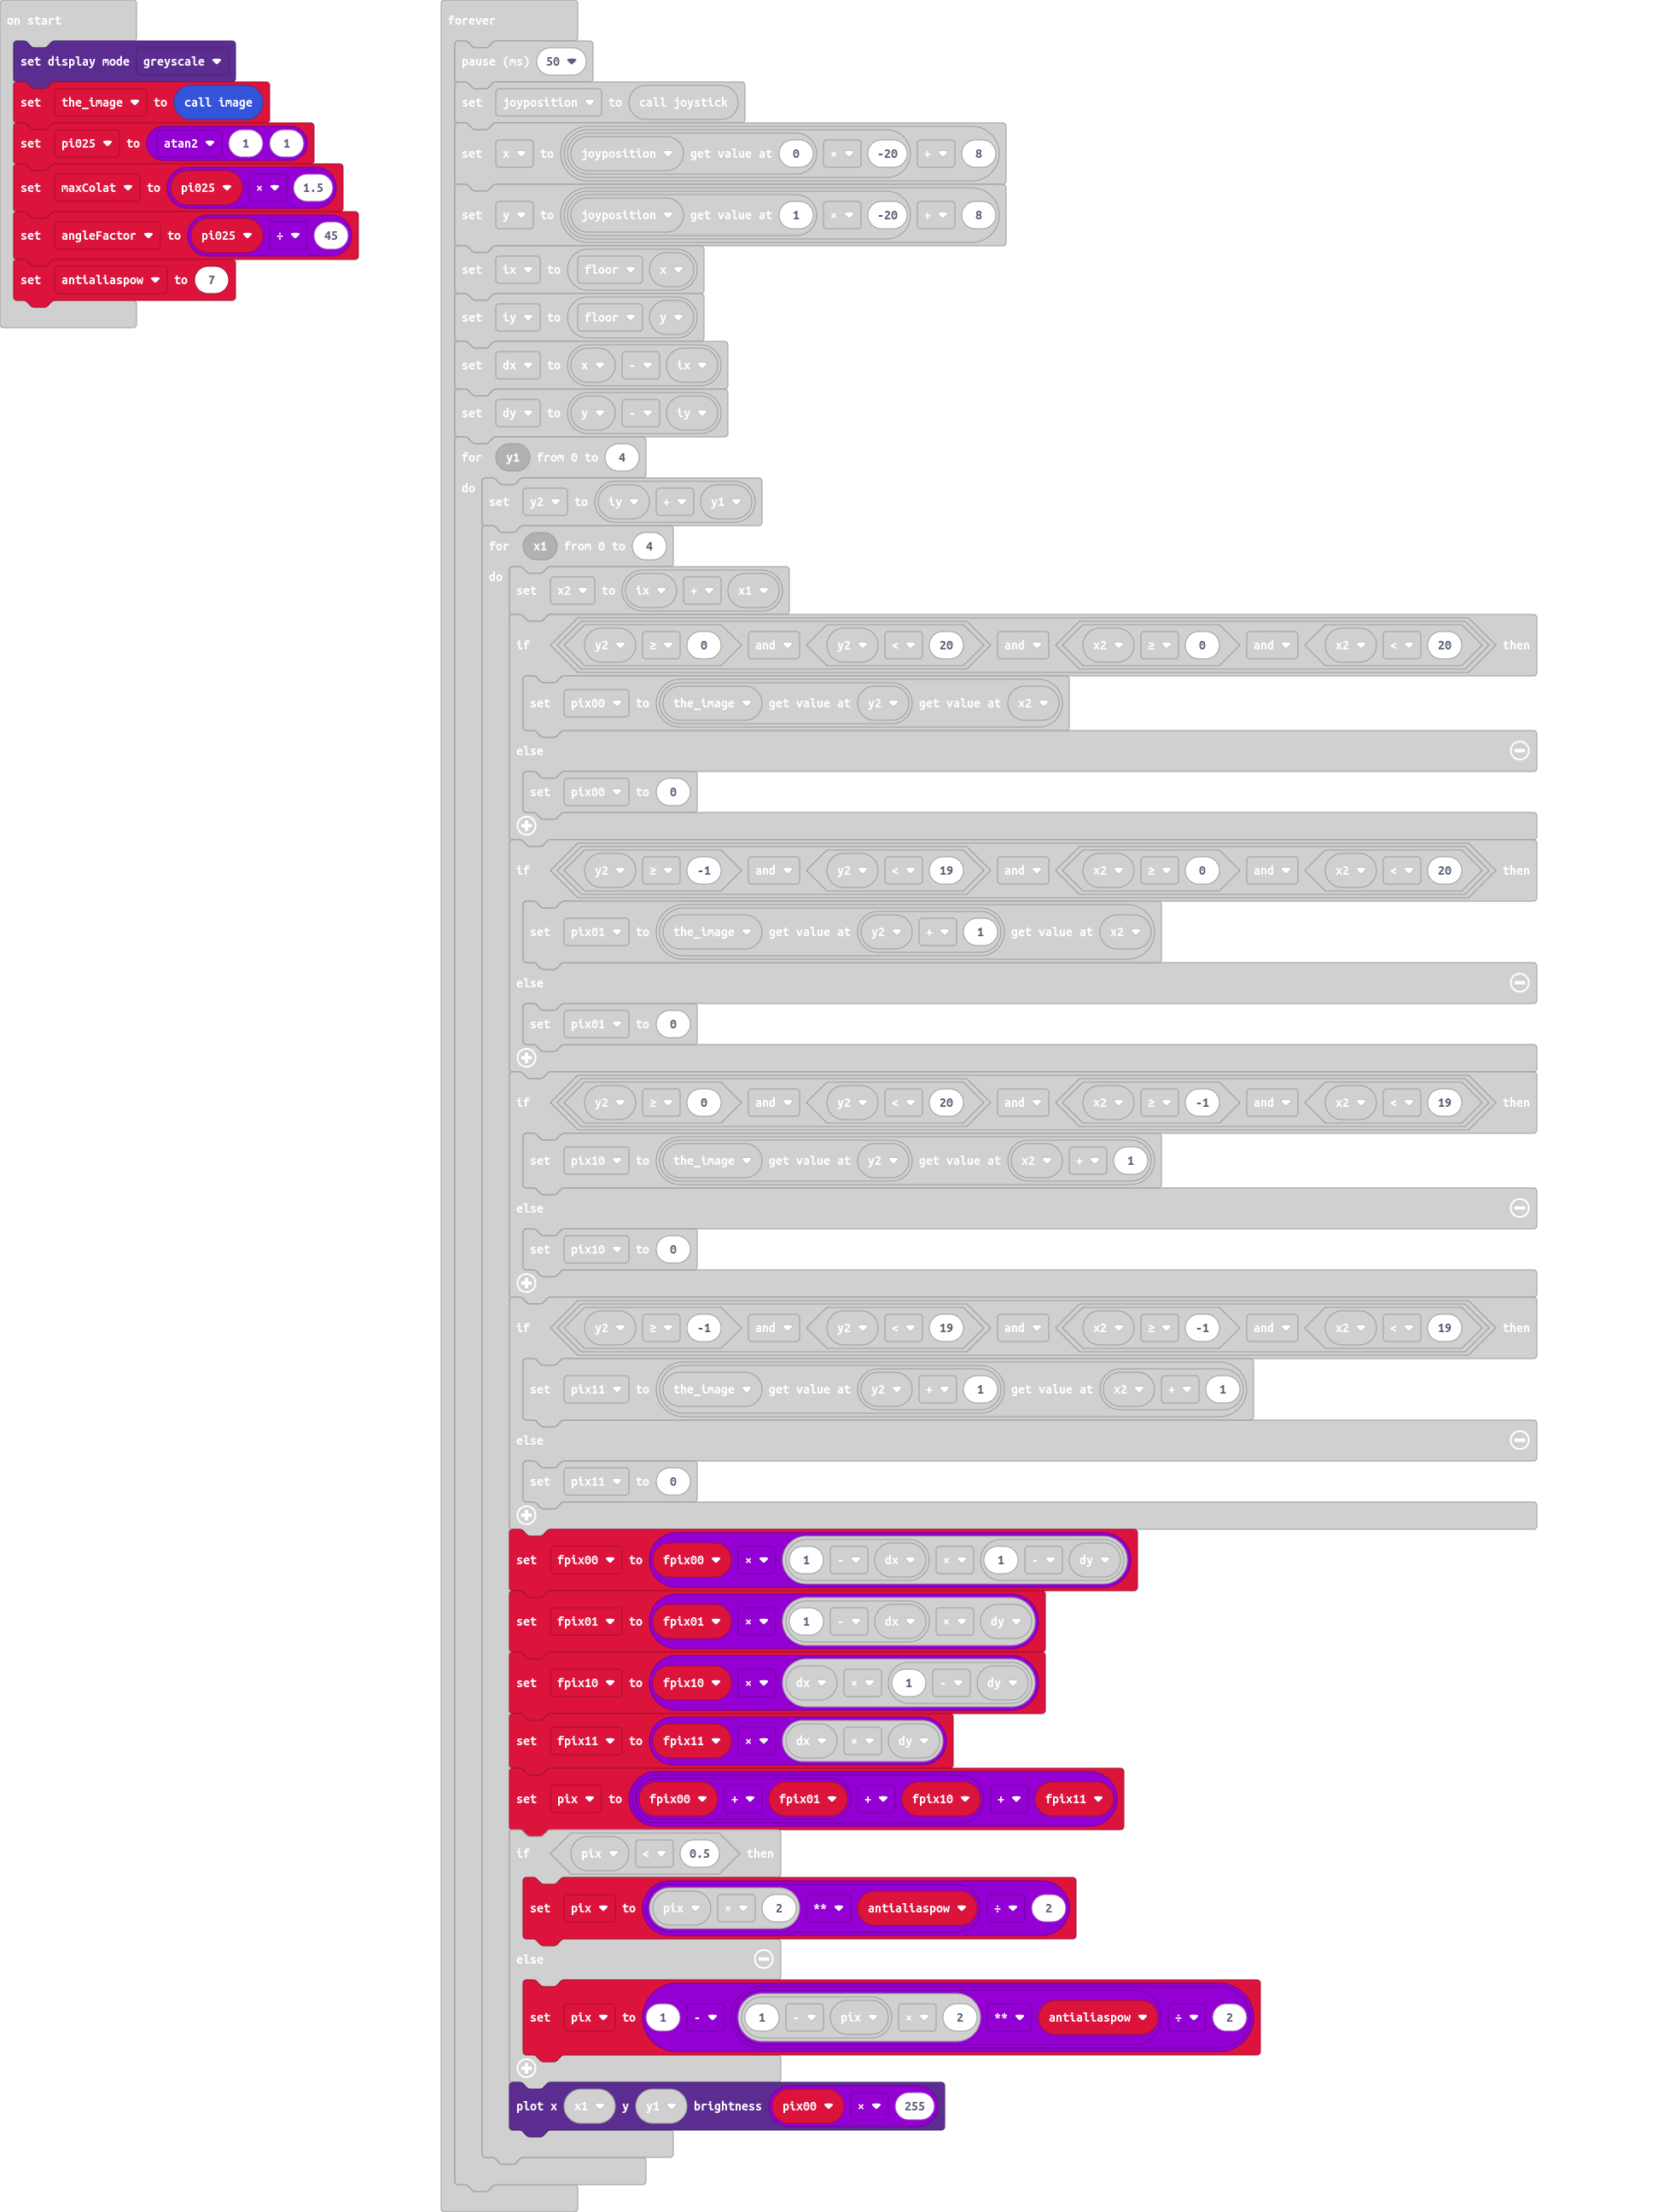 on start
set display mode greyscale
set the_image to call image
set pi025 to atan2 1 1
set maxColat to pi025 × 1.5
set angleFactor to pi025 ÷ 45
set antialiaspow to 7
forever
pause (ms) 50
set joyposition to call joystick
set x to joyposition get value at 0 × -20 + 8
set y to joyposition get value at 1 × -20 + 8
set ix to floor x
set iy to floor y
set dx to x - ix
set dy to y - iy
for y1 from 0 to 4
do
set y2 to iy + y1
for x1 from 0 to 4
do
set x2 to ix + x1
if y2 ≥ 0 and y2 < 20 and x2 ≥ 0 and x2 < 20 then
set pix00 to the_image get value at y2 get value at x2
else
set pix00 to 0
if y2 ≥ -1 and y2 < 19 and x2 ≥ 0 and x2 < 20 then
set pix01 to the_image get value at y2 + 1 get value at x2
else
set pix01 to 0
if y2 ≥ 0 and y2 < 20 and x2 ≥ -1 and x2 < 19 then
set pix10 to the_image get value at y2 get value at x2 + 1
else
set pix10 to 0
if y2 ≥ -1 and y2 < 19 and x2 ≥ -1 and x2 < 19 then
set pix11 to the_image get value at y2 + 1 get value at x2 + 1
else
set pix11 to 0
set fpix00 to fpix00 × 1 - dx × 1 - dy
set fpix01 to fpix01 × 1 - dx × dy
set fpix10 to fpix10 × dx × 1 - dy
set fpix11 to fpix11 × dx × dy
set pix to fpix00 + fpix01 + fpix10 + fpix11
if pix < 0.5 then
set pix to pix × 2 ** antialiaspow ÷ 2
else
set pix to 1 - 1 - pix × 2 ** antialiaspow ÷ 2
plot x x1 y y1 brightness pix00 × 255